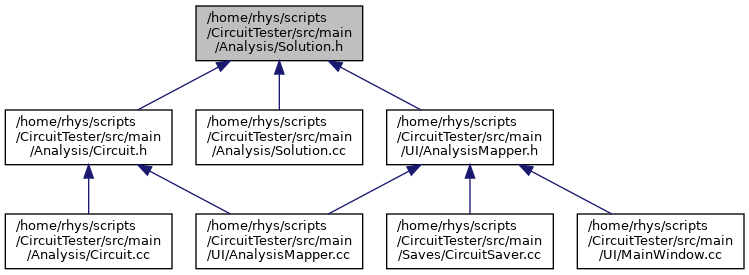 /home/rhys/scripts
/CircuitTester/src/main
/Analysis/Solution.h
/home/rhys/scripts
/CircuitTester/src/main
/Analysis/Circuit.h
/home/rhys/scripts
/CircuitTester/src/main
/Analysis/Solution.cc
/home/rhys/scripts
/CircuitTester/src/main
/UI/AnalysisMapper.h
/home/rhys/scripts
/CircuitTester/src/main
/Analysis/Circuit.cc
/home/rhys/scripts
/CircuitTester/src/main
/UI/AnalysisMapper.cc
/home/rhys/scripts
/CircuitTester/src/main
/Saves/CircuitSaver.cc
/home/rhys/scripts
/CircuitTester/src/main
/UI/MainWindow.cc